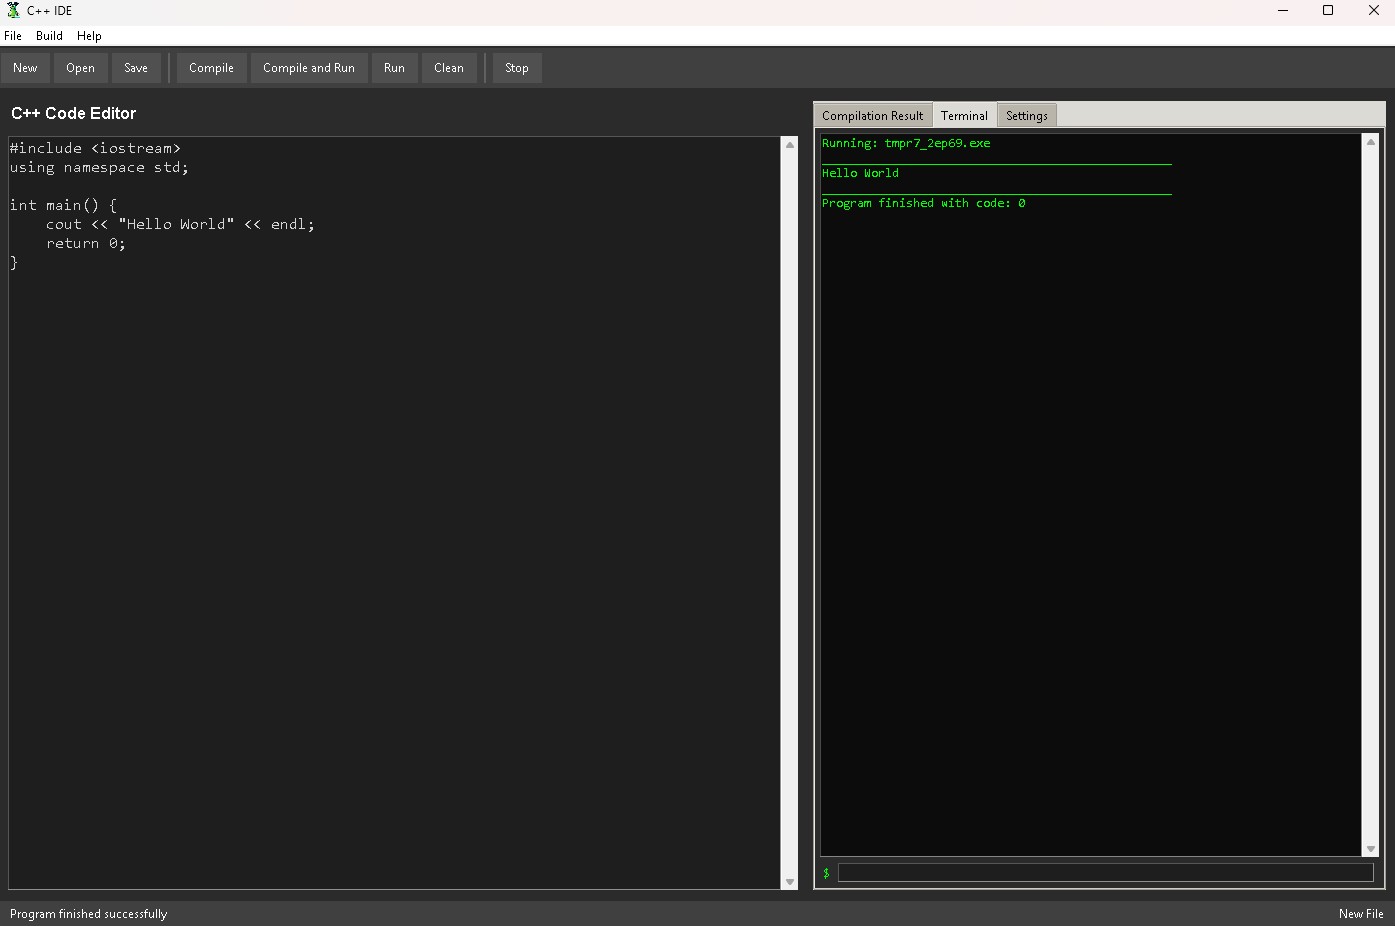 C++ IDE
File Build Help
New Open Save Compile Compile and Run Run Clean Stop
C++ Code Editor
#include <iostream>
using namespace std;
int main() {
    cout << "Hello World" << endl;
    return 0;
}
Compilation Result Terminal Settings
Running: tmpr7_2ep69.exe
Hello World
Program finished with code: 0
$
Program finished successfully
New File